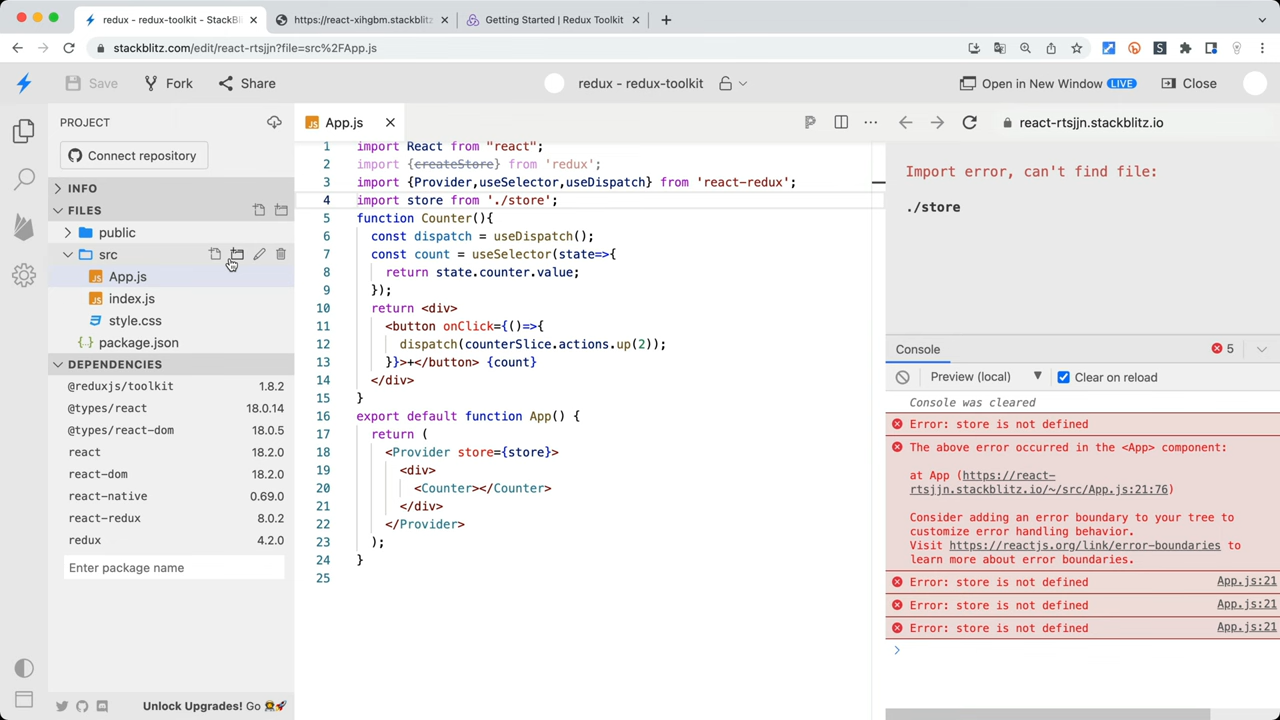 redux - redux-toolkit - StackBl
https://react-xihgbm.stackblitz
Getting Started | Redux Toolkit
stackblitz.com/edit/react-rtsjjn?file=src%2FApp.js
Save
Fork
Share
redux - redux-toolkit
Open in New Window LIVE
Close
PROJECT
Connect repository
INFO
FILES
public
src
App.js
index.js
style.css
package.json
DEPENDENCIES
@reduxjs/toolkit 1.8.2
@types/react 18.0.14
@types/react-dom 18.0.5
react 18.2.0
react-dom 18.2.0
react-native 0.69.0
react-redux 8.0.2
redux 4.2.0
Enter package name
Unlock Upgrades! Go
App.js
1 import React from "react";
2 import {createStore} from 'redux';
3 import {Provider,useSelector,useDispatch} from 'react-redux';
4 import store from './store';
5 function Counter(){
6 const dispatch = useDispatch();
7 const count = useSelector(state=>{
8 return state.counter.value;
9 });
10 return <div>
11 <button onClick={()=>{
12 dispatch(counterSlice.actions.up(2));
13 }}>+</button> {count}
14 </div>
15 }
16 export default function App() {
17 return (
18 <Provider store={store}>
19 <div>
20 <Counter></Counter>
21 </div>
22 </Provider>
23 );
24 }
25
react-rtsjjn.stackblitz.io
Import error, can't find file:
./store
Console
5
Preview (local)
Clear on reload
Console was cleared
Error: store is not defined
The above error occurred in the <App> component:
at App (https://react-
rtsjjn.stackblitz.io/~/src/App.js:21:76)
Consider adding an error boundary to your tree to
customize error handling behavior.
Visit https://reactjs.org/link/error-boundaries to
learn more about error boundaries.
Error: store is not defined App.js:21
Error: store is not defined App.js:21
Error: store is not defined App.js:21